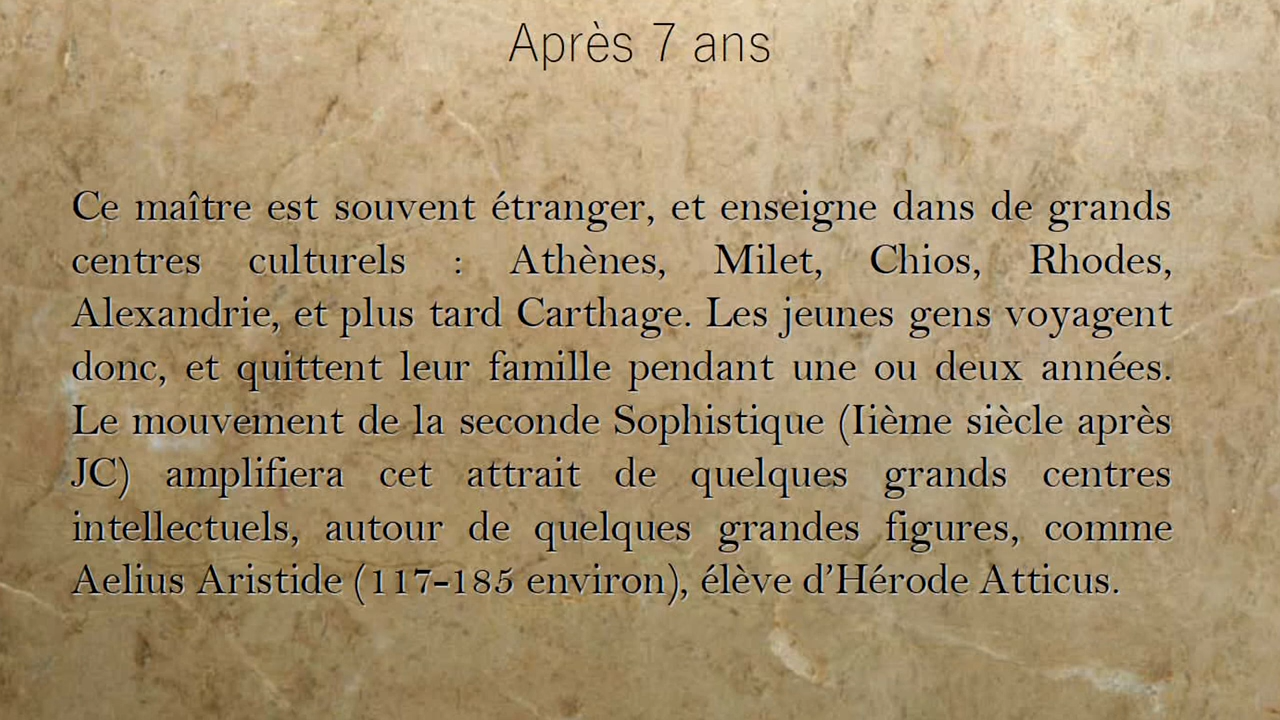 Après 7 ans
Ce maître est souvent étranger, et enseigne dans de grands
centres culturels : Athènes, Milet, Chios, Rhodes,
Alexandrie, et plus tard Carthage. Les jeunes gens voyagent
donc, et quittent leur famille pendant une ou deux années.
Le mouvement de la seconde Sophistique (Iième siècle après
JC) amplifiera cet attrait de quelques grands centres
intellectuels, autour de quelques grandes figures, comme
Aelius Aristide (117-185 environ), élève d’Hérode Atticus.